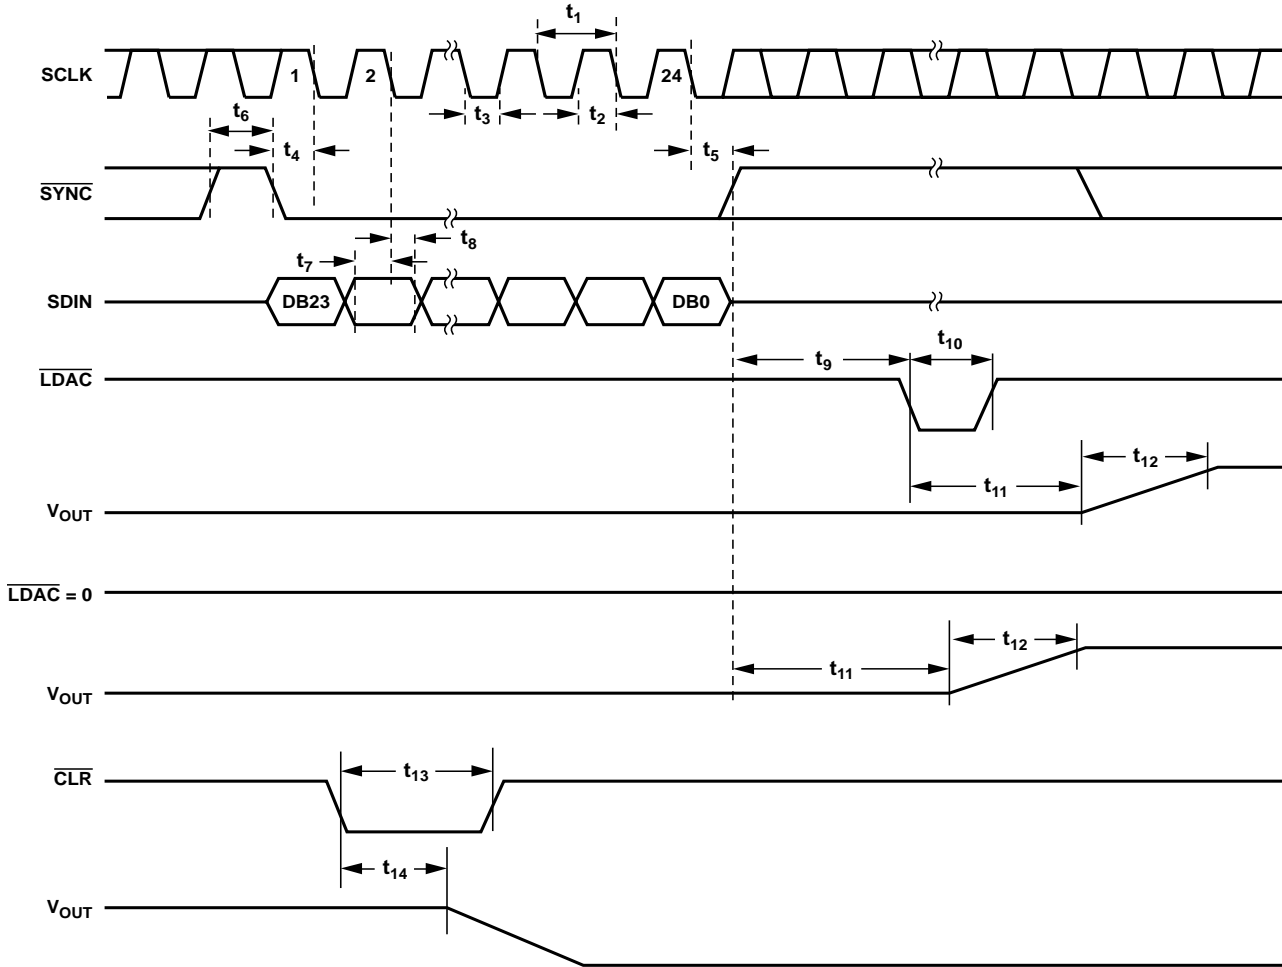 t1
SCLK
1
2
24
t3
t2
t6
t4
t5
SYNC
t8
t7
SDIN
DB23
DB0
t9
t10
LDAC
t12
t11
VOUT
LDAC = 0
t12
t11
VOUT
CLR
t13
t14
VOUT